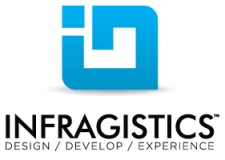 INFRAGISTICS™
DESIGN / DEVELOP / EXPERIENCE